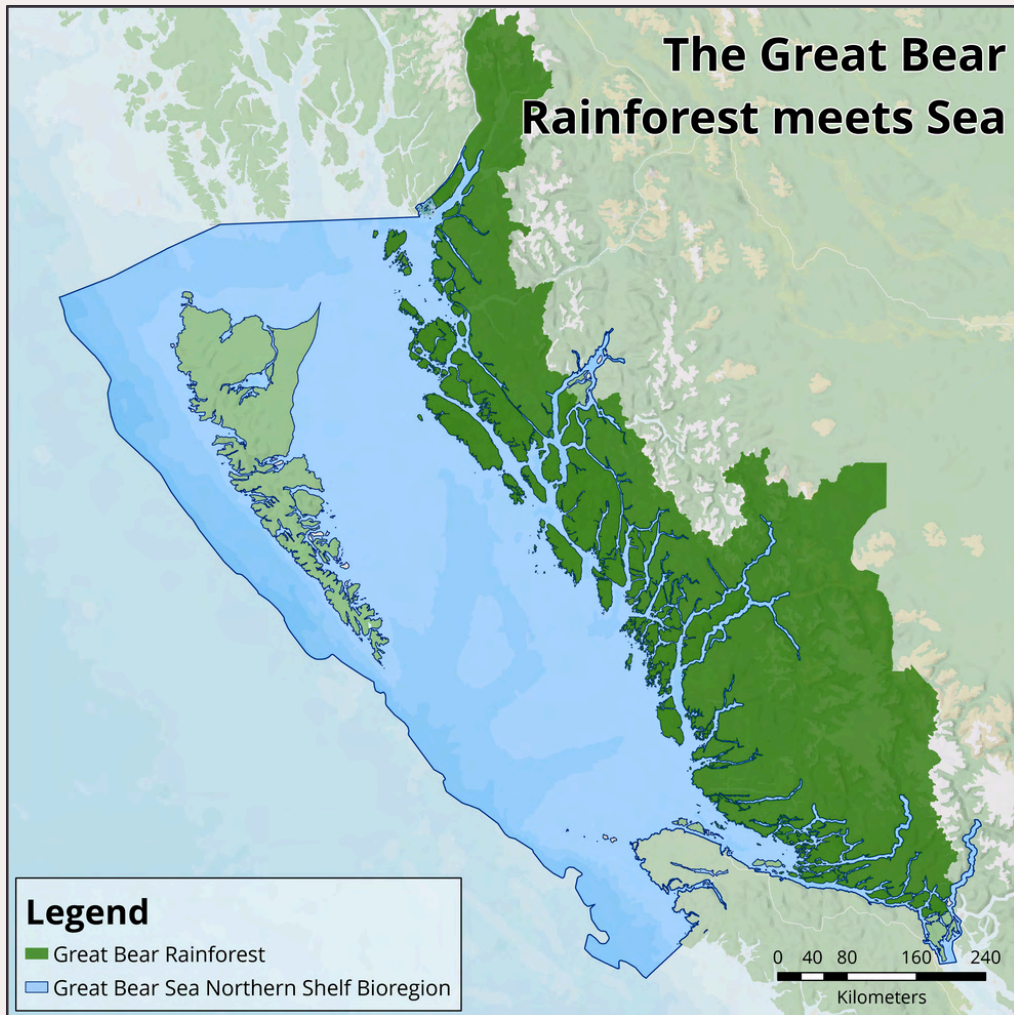 The Great Bear
Rainforest meets Sea
Legend
Great Bear Rainforest
Great Bear Sea Northern Shelf Bioregion
0 40 80 160 240
Kilometers